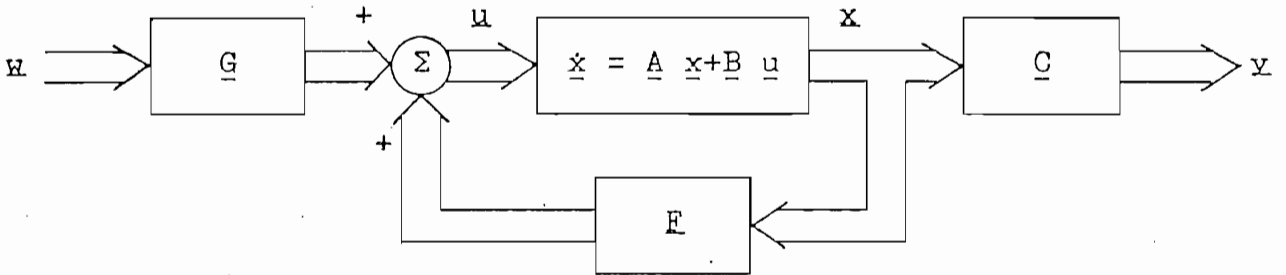 + u x
w G Σ ẋ = A x+B u C y
+
F